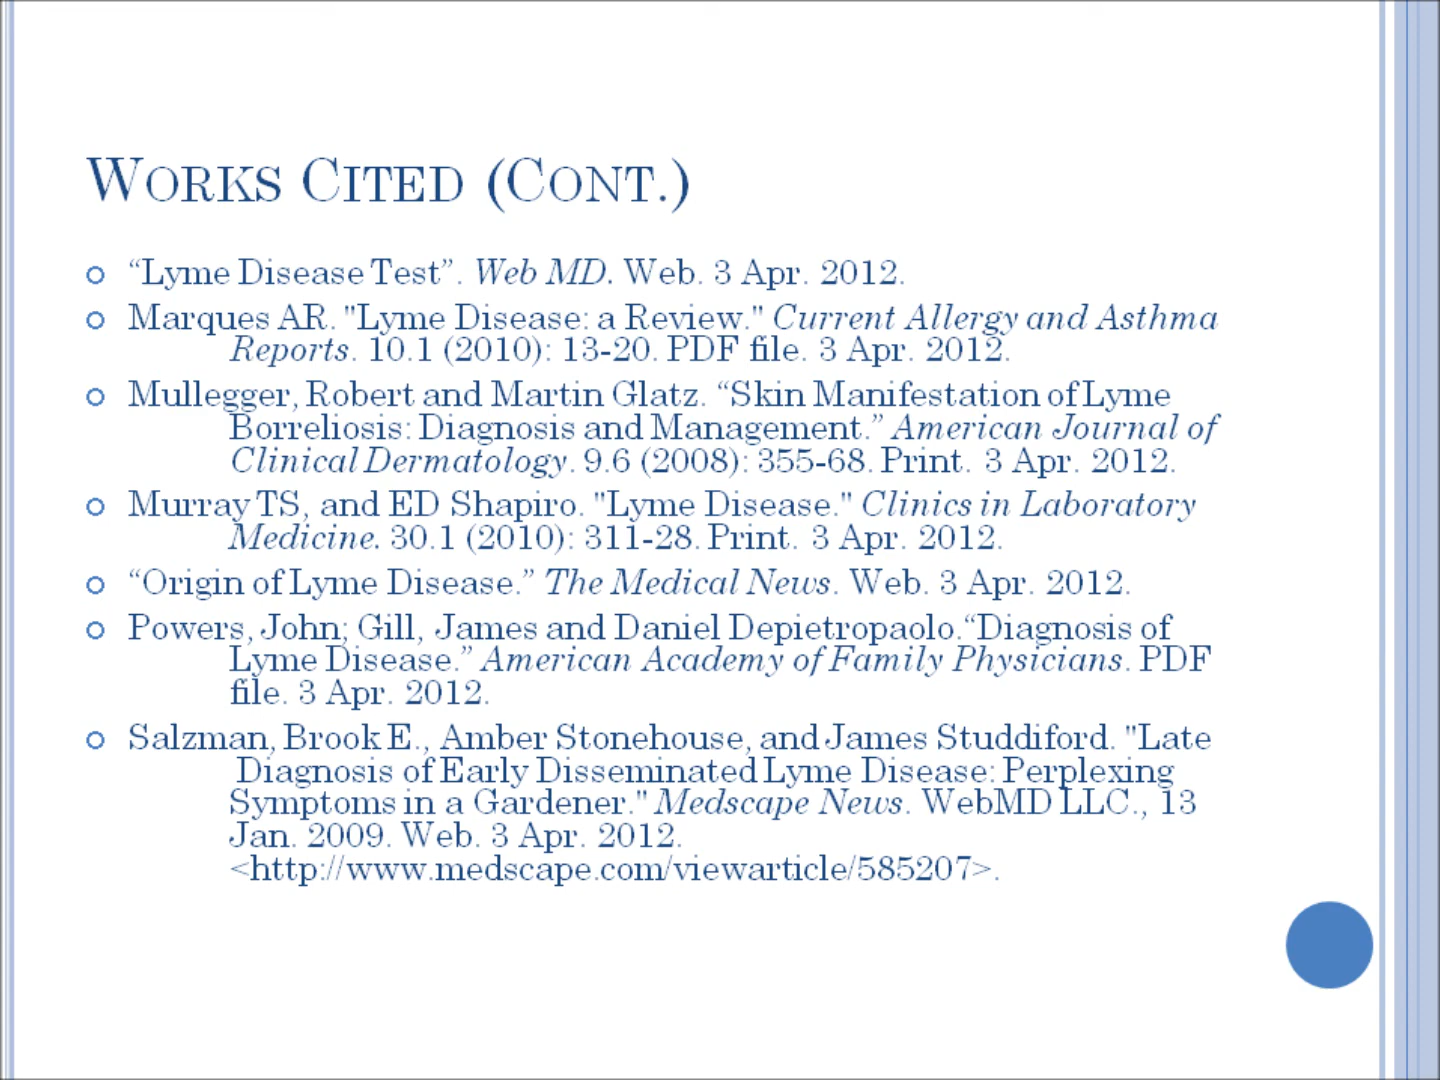 WORKS CITED (CONT.)
“Lyme Disease Test”. Web MD. Web. 3 Apr. 2012.
Marques AR. "Lyme Disease: a Review." Current Allergy and Asthma
Reports. 10.1 (2010): 13-20. PDF file. 3 Apr. 2012.
Mullegger, Robert and Martin Glatz. “Skin Manifestation of Lyme
Borreliosis: Diagnosis and Management.” American Journal of
Clinical Dermatology. 9.6 (2008): 355-68. Print. 3 Apr. 2012.
Murray TS, and ED Shapiro. "Lyme Disease." Clinics in Laboratory
Medicine. 30.1 (2010): 311-28. Print. 3 Apr. 2012.
“Origin of Lyme Disease.” The Medical News. Web. 3 Apr. 2012.
Powers, John; Gill, James and Daniel Depietropaolo.“Diagnosis of
Lyme Disease.” American Academy of Family Physicians. PDF
file. 3 Apr. 2012.
Salzman, Brook E., Amber Stonehouse, and James Studdiford. "Late
Diagnosis of Early Disseminated Lyme Disease: Perplexing
Symptoms in a Gardener." Medscape News. WebMD LLC., 13
Jan. 2009. Web. 3 Apr. 2012.
<http://www.medscape.com/viewarticle/585207>.